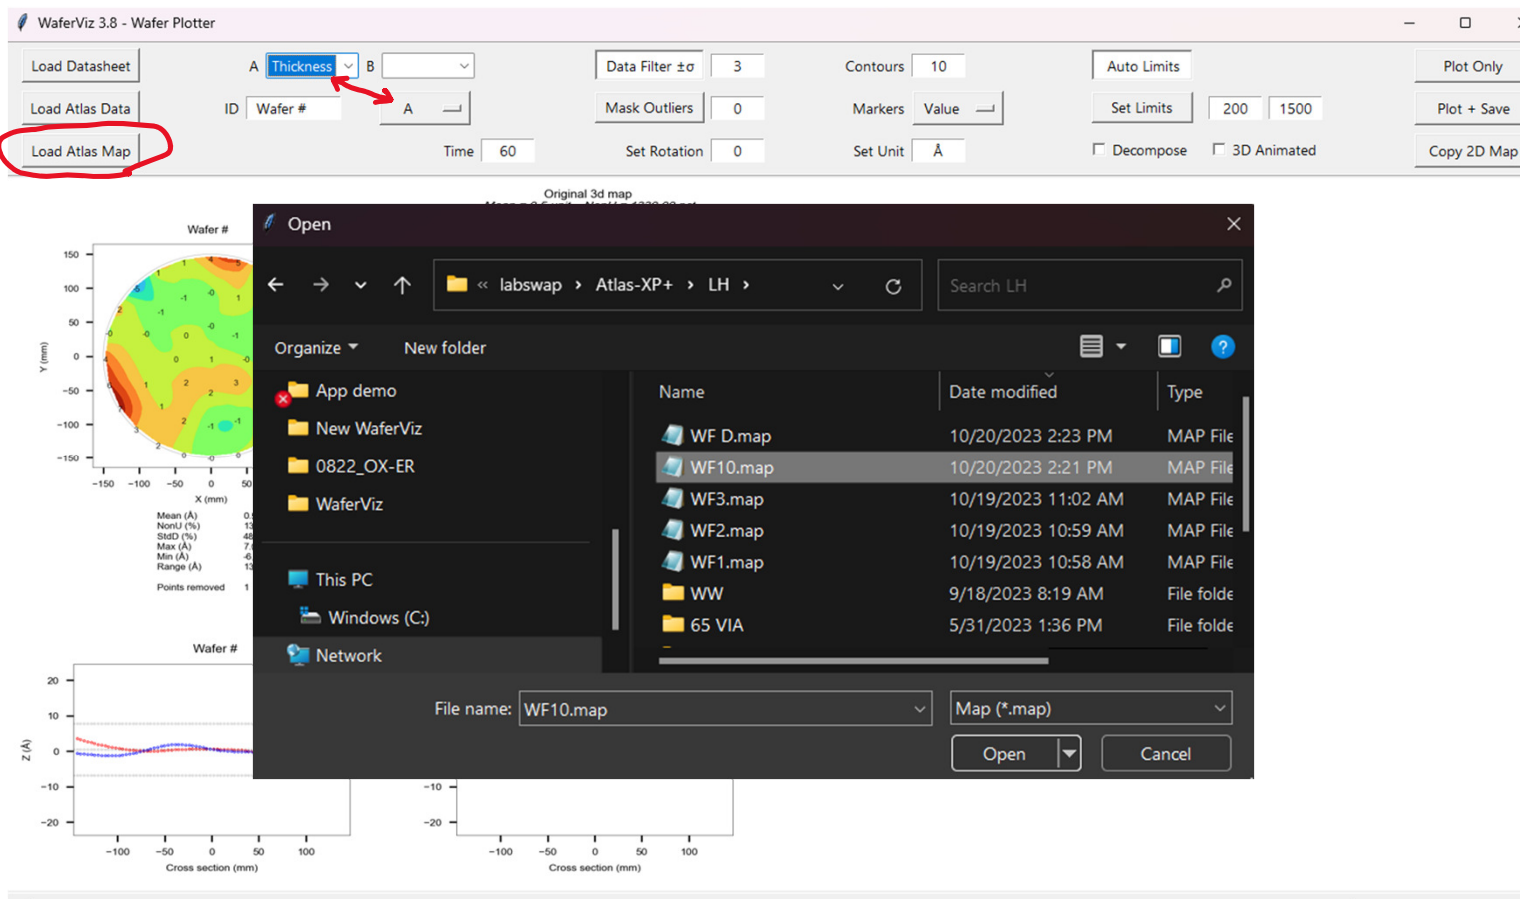 WaferViz 3.8 - Wafer Plotter
Load Datasheet A Thickness B Data Filter ±σ 3 Contours 10 Auto Limits Plot Only
Load Atlas Data ID Wafer # A Mask Outliers 0 Markers Value Set Limits 200 1500 Plot + Save
Load Atlas Map Time 60 Set Rotation 0 Set Unit Å Decompose 3D Animated Copy 2D Map
Original 3d map
Wafer #
Open
« labswap › Atlas-XP+ › LH ›
Search LH
Organize New folder
App demo
New WaferViz
0822_OX-ER
WaferViz
This PC
Windows (C:)
Network
Name Date modified Type
WF D.map 10/20/2023 2:23 PM MAP File
WF10.map 10/20/2023 2:21 PM MAP File
WF3.map 10/19/2023 11:02 AM MAP File
WF2.map 10/19/2023 10:59 AM MAP File
WF1.map 10/19/2023 10:58 AM MAP File
WW 9/18/2023 8:19 AM File folde
65 VIA 5/31/2023 1:36 PM File folde
File name: WF10.map Map (*.map)
Open Cancel
150
100
50
0
−50
−100
−150
Y (mm)
−150 −100 −50 0 50
X (mm)
Mean (Å) 0.
NonU (%) 13
StdD (%) 48
Max (Å) 7.
Min (Å) -6.
Range (Å) 13
Points removed 1
Wafer #
20
10
0
−10
−20
Z (Å)
−100 −50 0 50 100
Cross section (mm)
−10
−20
−100 −50 0 50 100
Cross section (mm)